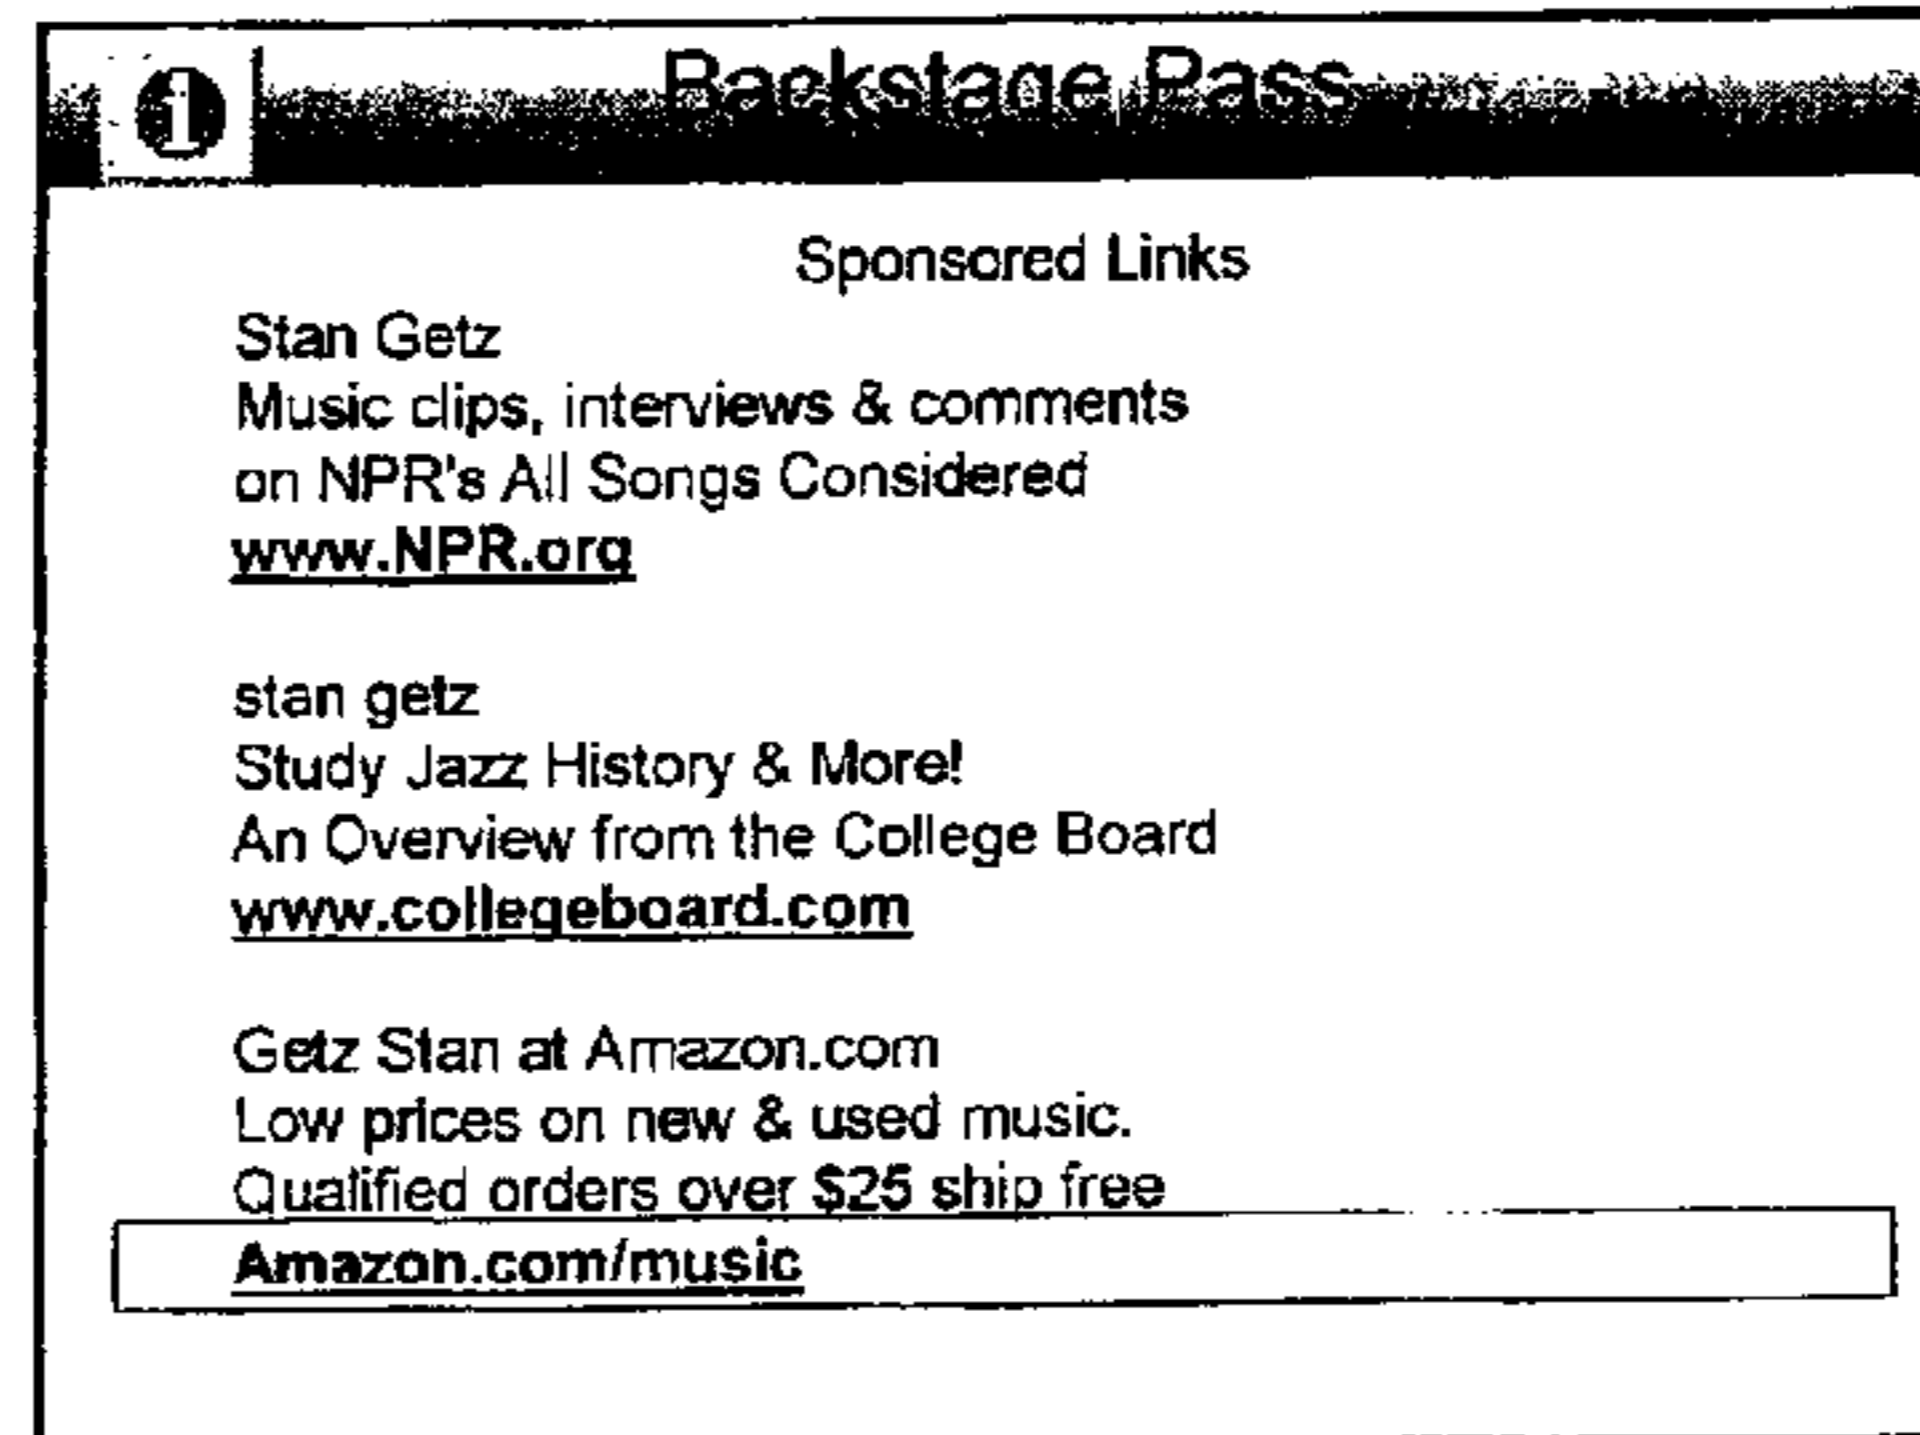 i
Backstage Pass
Sponsored Links
Stan Getz
Music clips, interviews & comments
on NPR's All Songs Considered
www.NPR.org
stan getz
Study Jazz History & More!
An Overview from the College Board
www.collegeboard.com
Getz Stan at Amazon.com
Low prices on new & used music.
Qualified orders over $25 ship free
Amazon.com/music